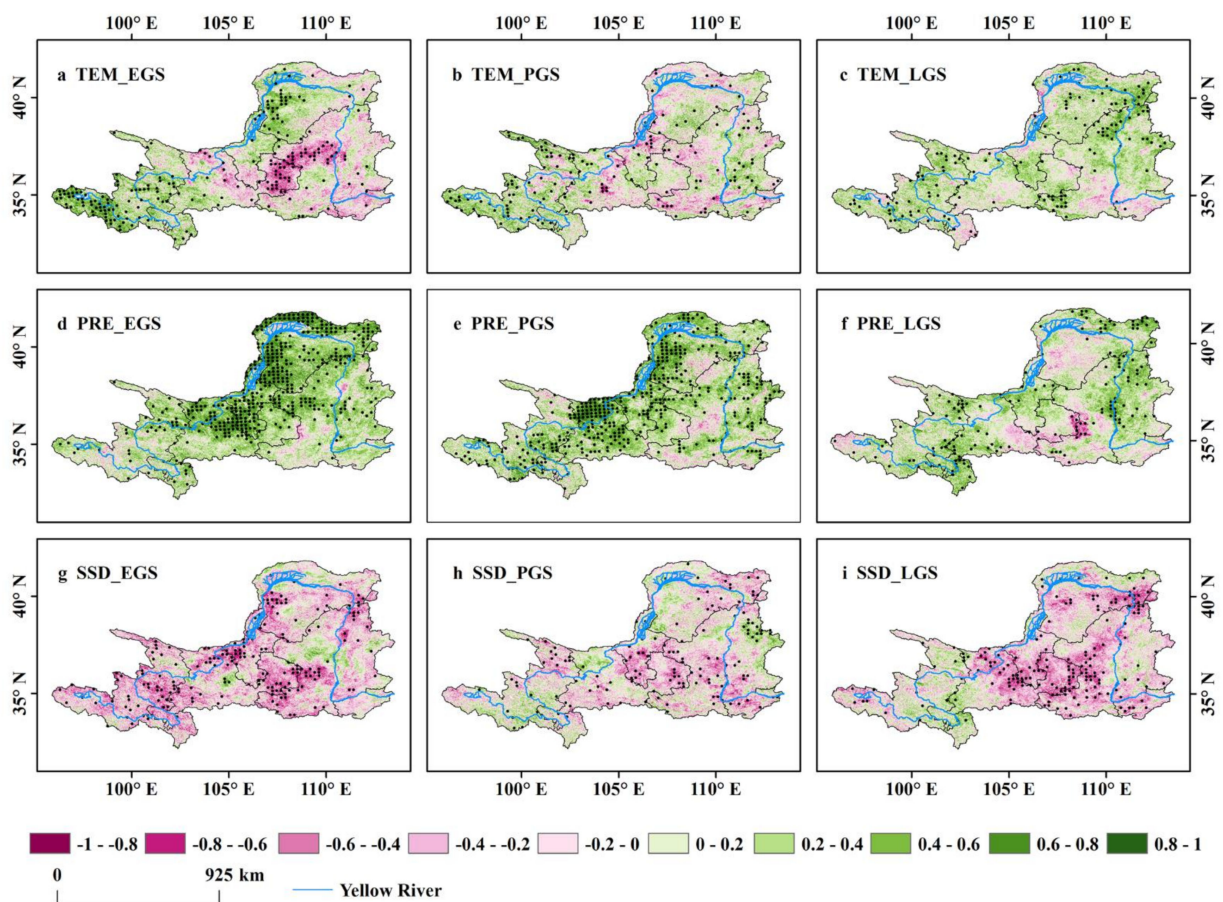 100° E 105° E 110° E 100° E 105° E 110° E 100° E 105° E 110° E
a TEM_EGS b TEM_PGS c TEM_LGS
40° N 40° N
35° N 35° N
d PRE_EGS e PRE_PGS f PRE_LGS
40° N 40° N
35° N 35° N
g SSD_EGS h SSD_PGS i SSD_LGS
40° N 40° N
35° N 35° N
100° E 105° E 110° E 100° E 105° E 110° E 100° E 105° E 110° E
-1 - -0.8 -0.8 - -0.6 -0.6 - -0.4 -0.4 - -0.2 -0.2 - 0 0 - 0.2 0.2 - 0.4 0.4 - 0.6 0.6 - 0.8 0.8 - 1
0 925 km
Yellow River